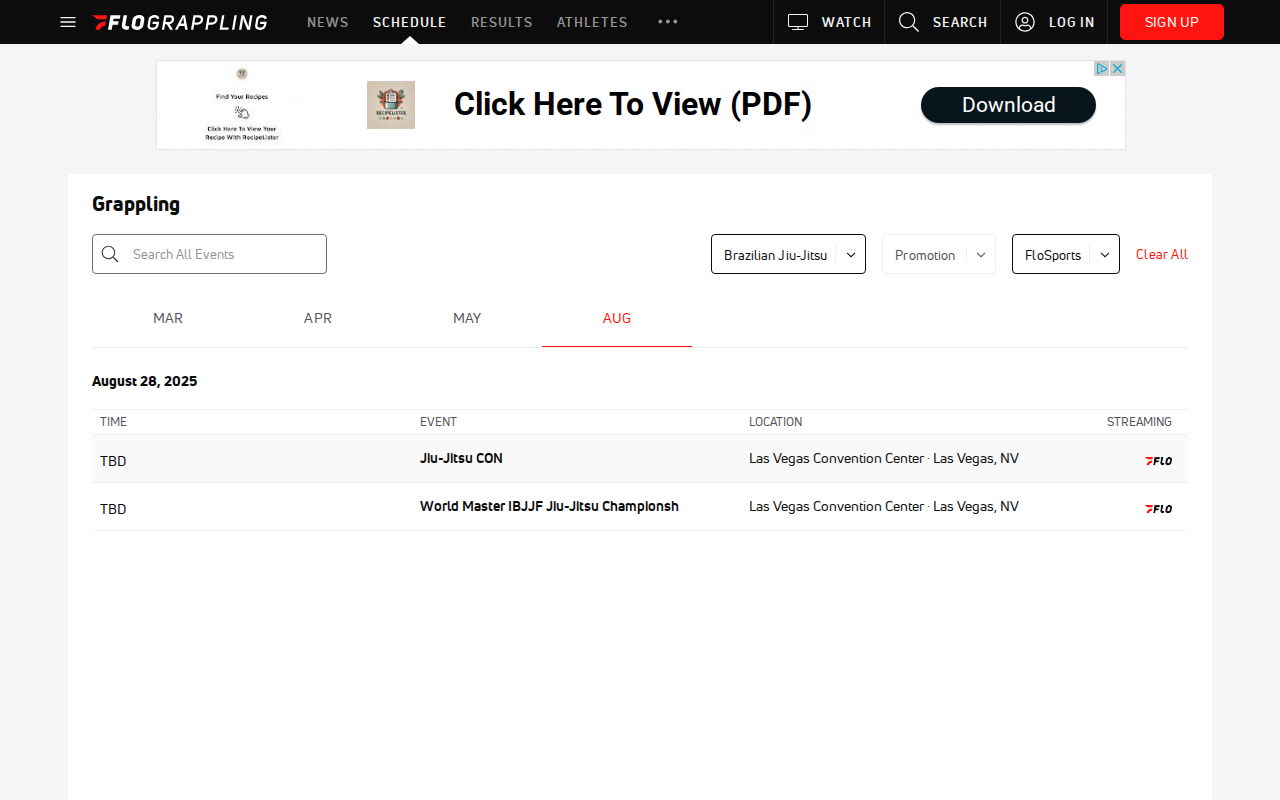 FLOGRAPPLING
NEWS
SCHEDULE
RESULTS
ATHLETES
WATCH
SEARCH
LOG IN
SIGN UP
Find Your Recipes
Click Here To View Your
Recipe With RecipeLister
RECIPELISTER
Click Here To View (PDF)
Download
Grappling
Search All Events
Brazilian Jiu-Jitsu
Promotion
FloSports
Clear All
MAR
APR
MAY
AUG
August 28, 2025
TIME
EVENT
LOCATION
STREAMING
TBD
Jiu-Jitsu CON
Las Vegas Convention Center · Las Vegas, NV
FLO
TBD
World Master IBJJF Jiu-Jitsu Championsh
Las Vegas Convention Center · Las Vegas, NV
FLO